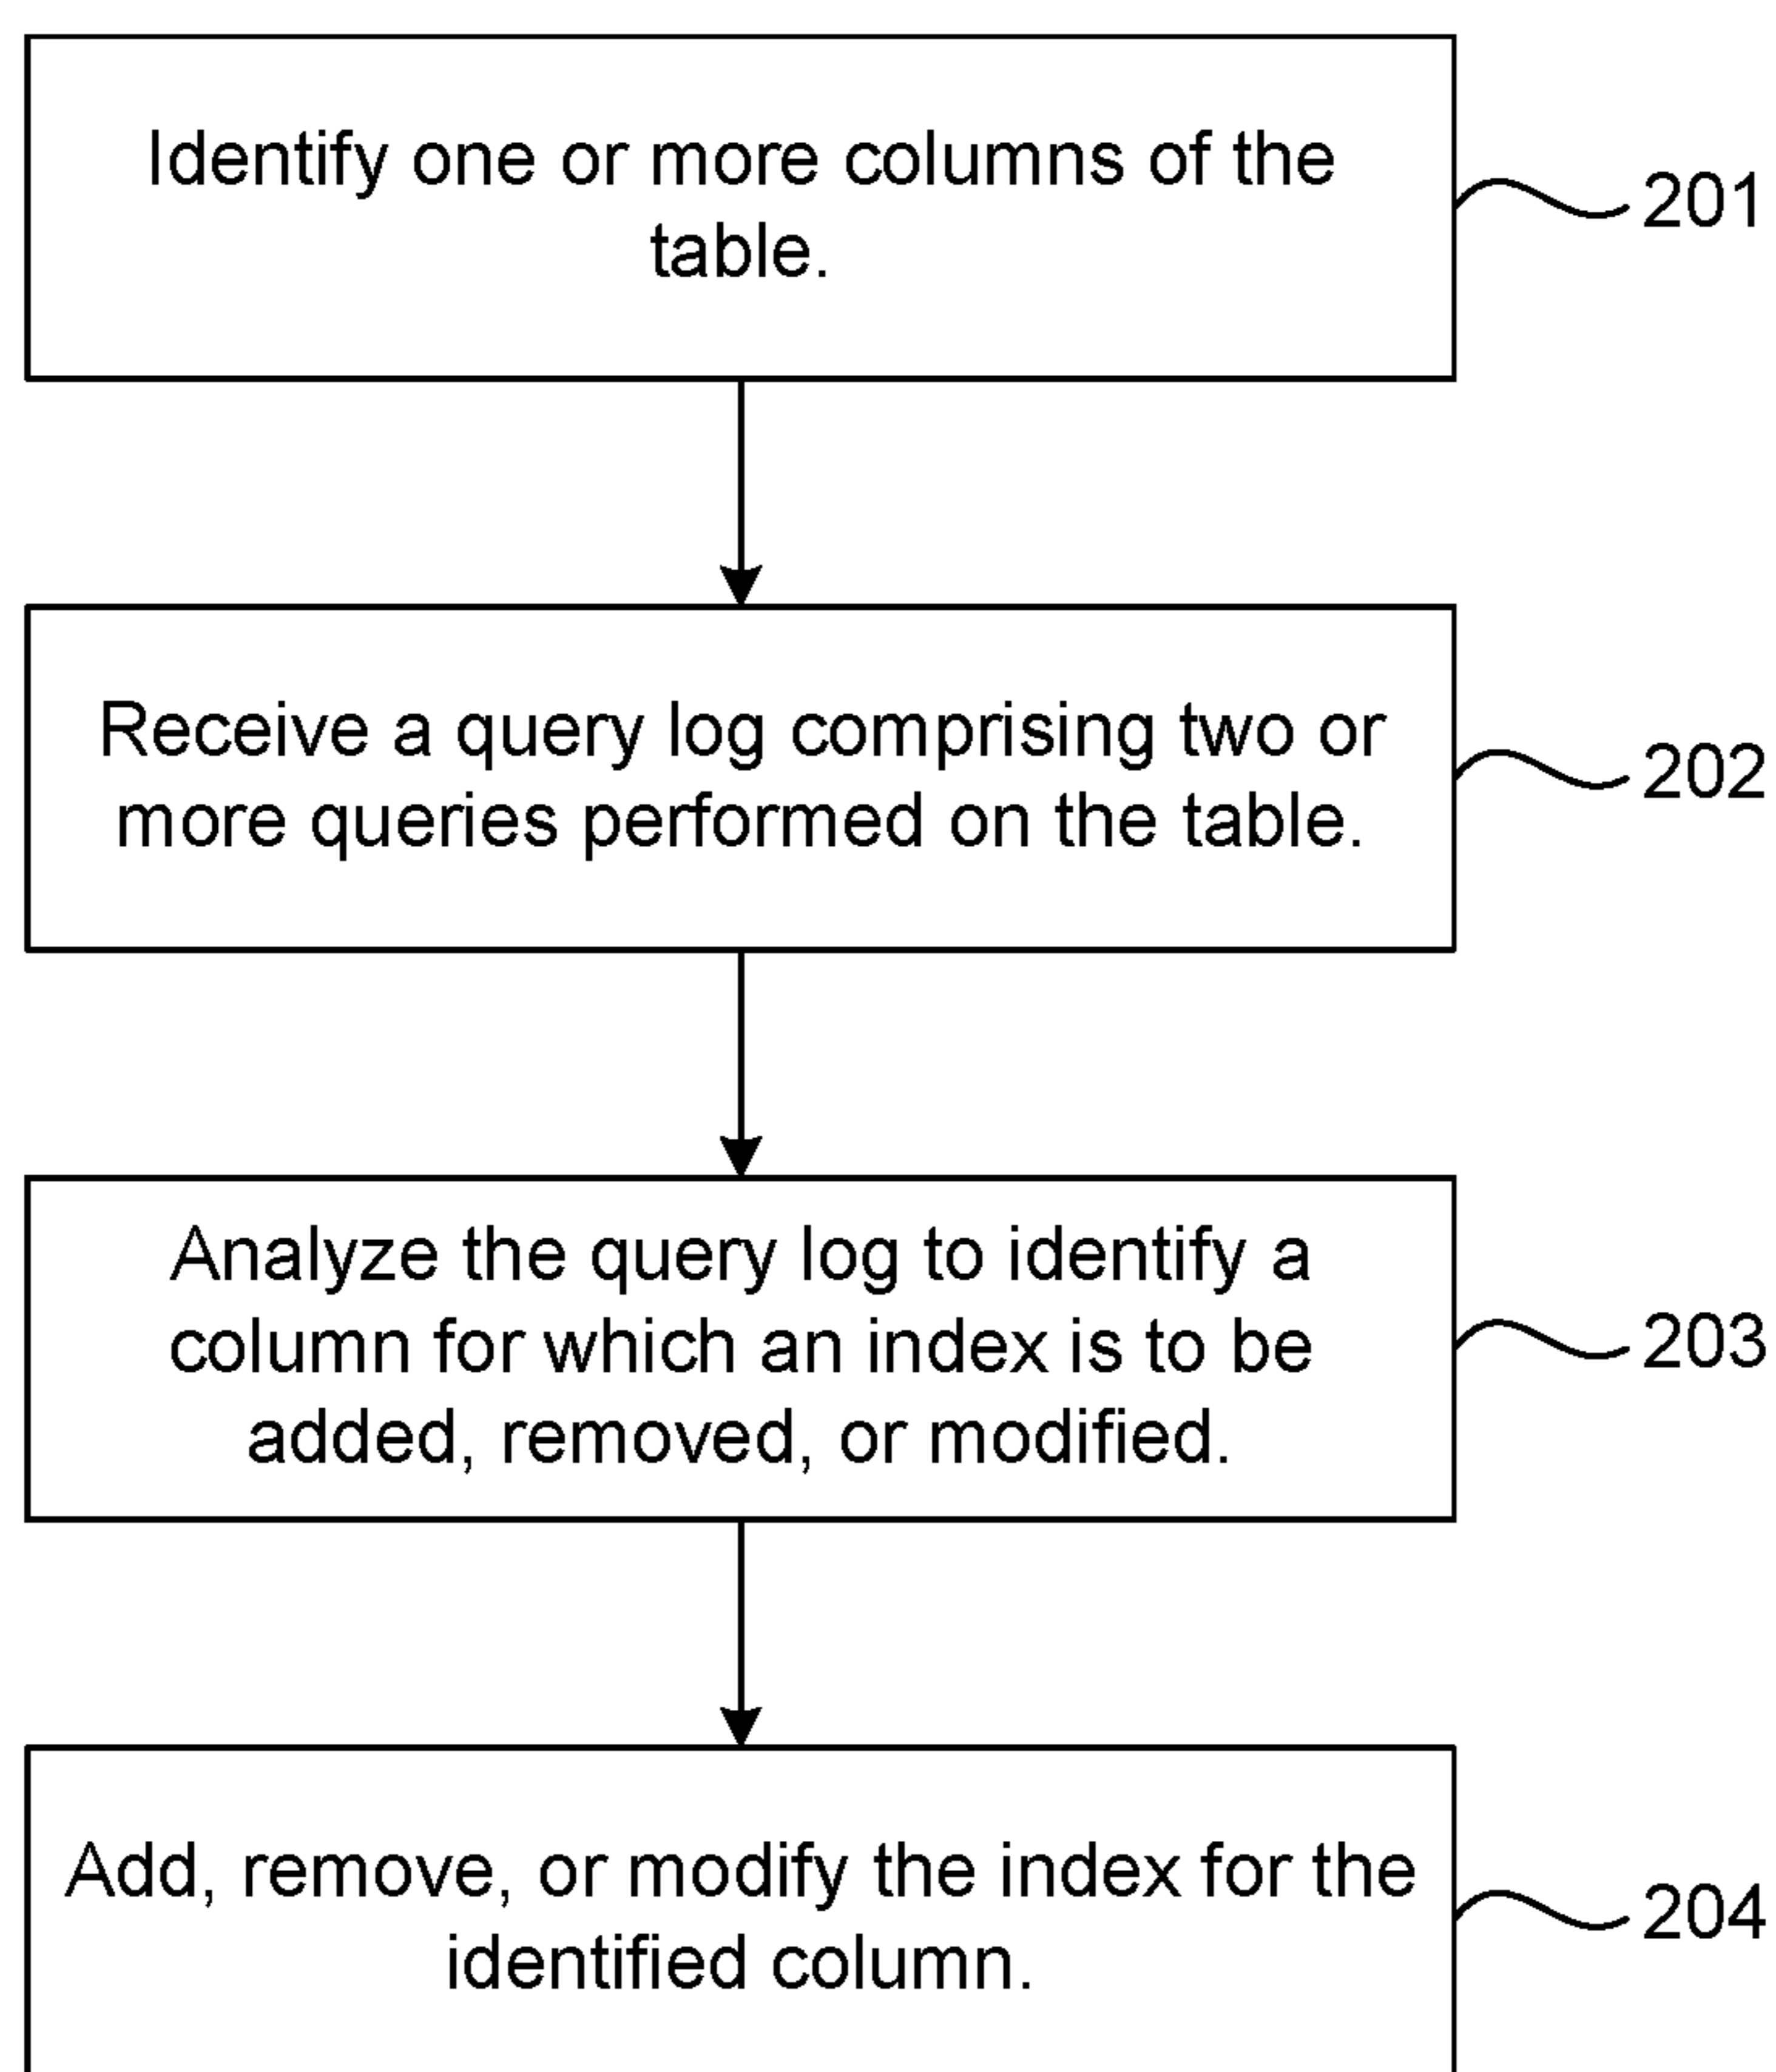 Identify one or more columns of the
table.
201
Receive a query log comprising two or
more queries performed on the table.
202
Analyze the query log to identify a
column for which an index is to be
added, removed, or modified.
203
Add, remove, or modify the index for the
identified column.
204